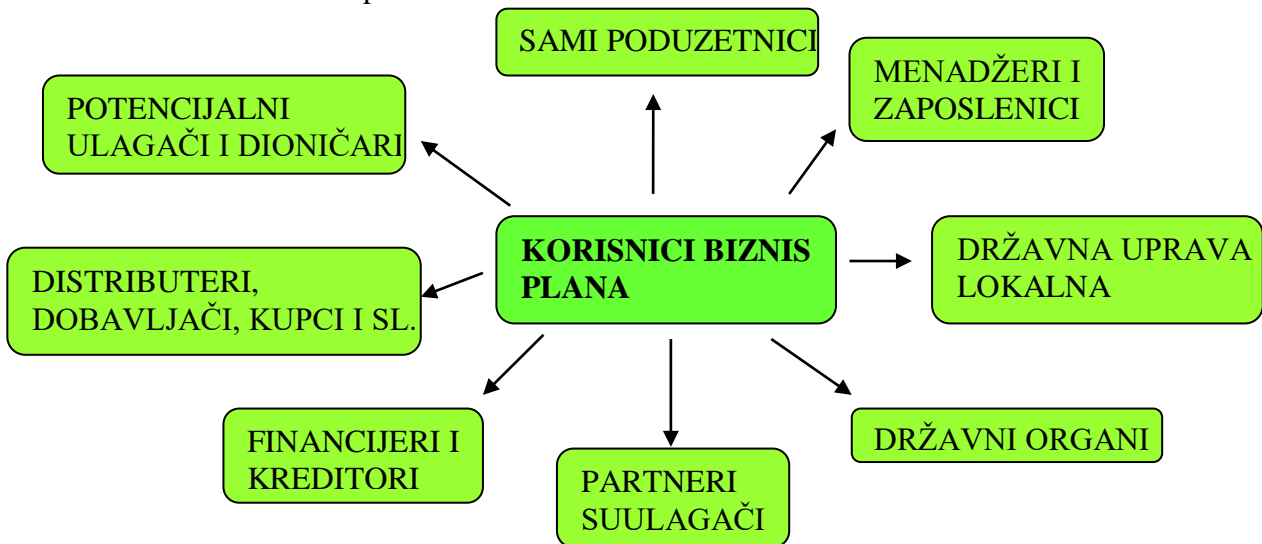 SAMI PODUZETNICI
MENADŽERI I
ZAPOSLENICI
POTENCIJALNI
ULAGAČI I DIONIČARI
KORISNICI BIZNIS
PLANA
DRŽAVNA UPRAVA
LOKALNA
DISTRIBUTERI,
DOBAVLJAČI, KUPCI I SL.
FINANCIJERI I
KREDITORI
PARTNERI
SUULAGAČI
DRŽAVNI ORGANI